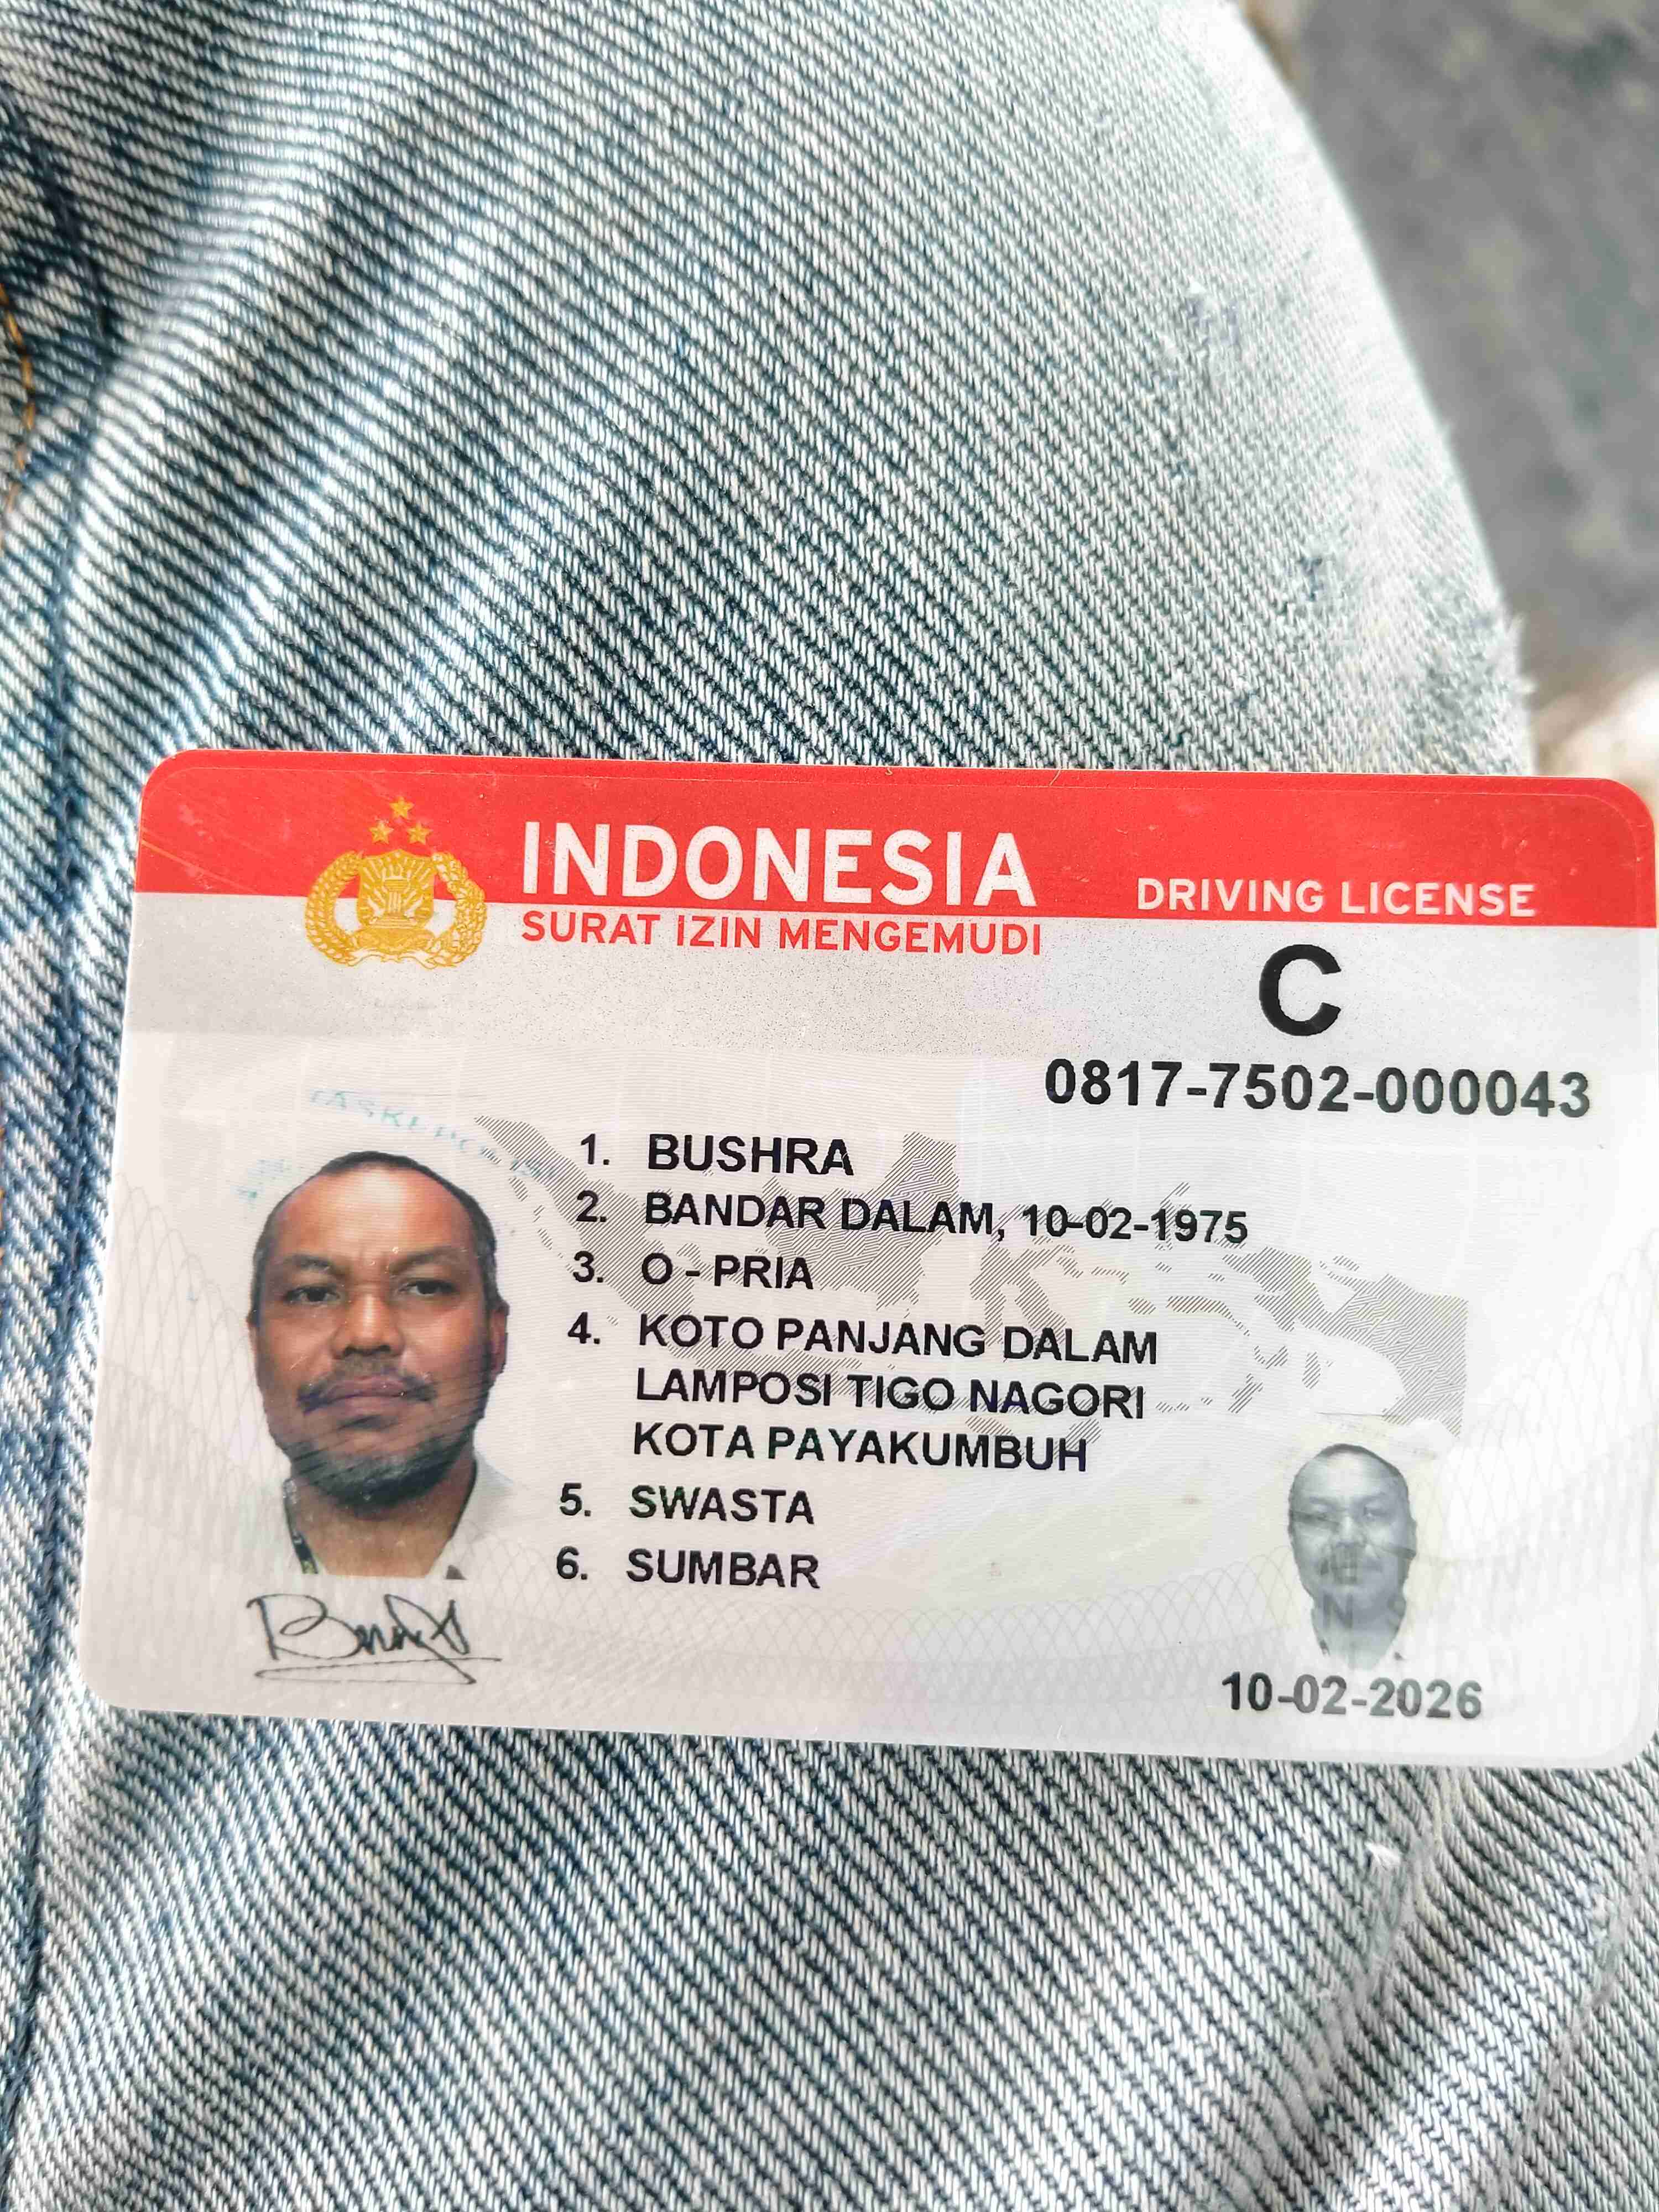 INDONESIA
SURAT IZIN MENGEMUDI
DRIVING LICENSE
C
0817-7502-000043
1. BUSHRA
2. BANDAR DALAM, 10-02-1975
3. O - PRIA
4. KOTO PANJANG DALAM
LAMPOSI TIGO NAGORI
KOTA PAYAKUMBUH
5. SWASTA
6. SUMBAR
10-02-2026